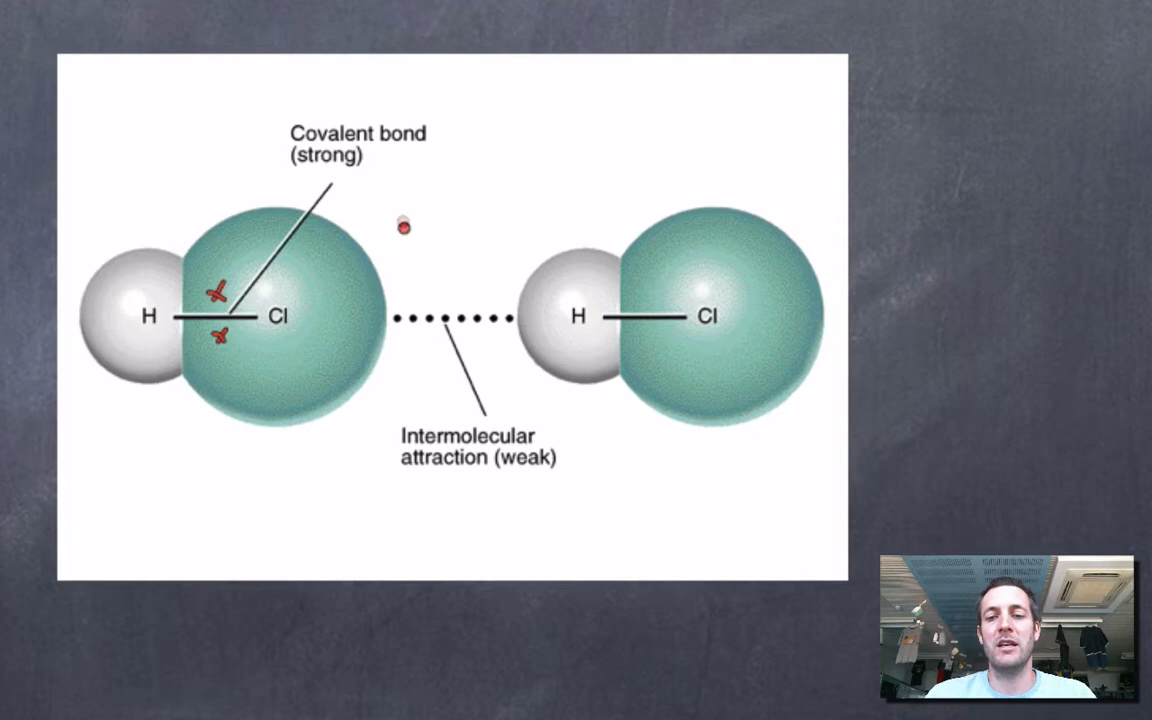 Covalent bond
(strong)
H Cl H Cl
Intermolecular
attraction (weak)